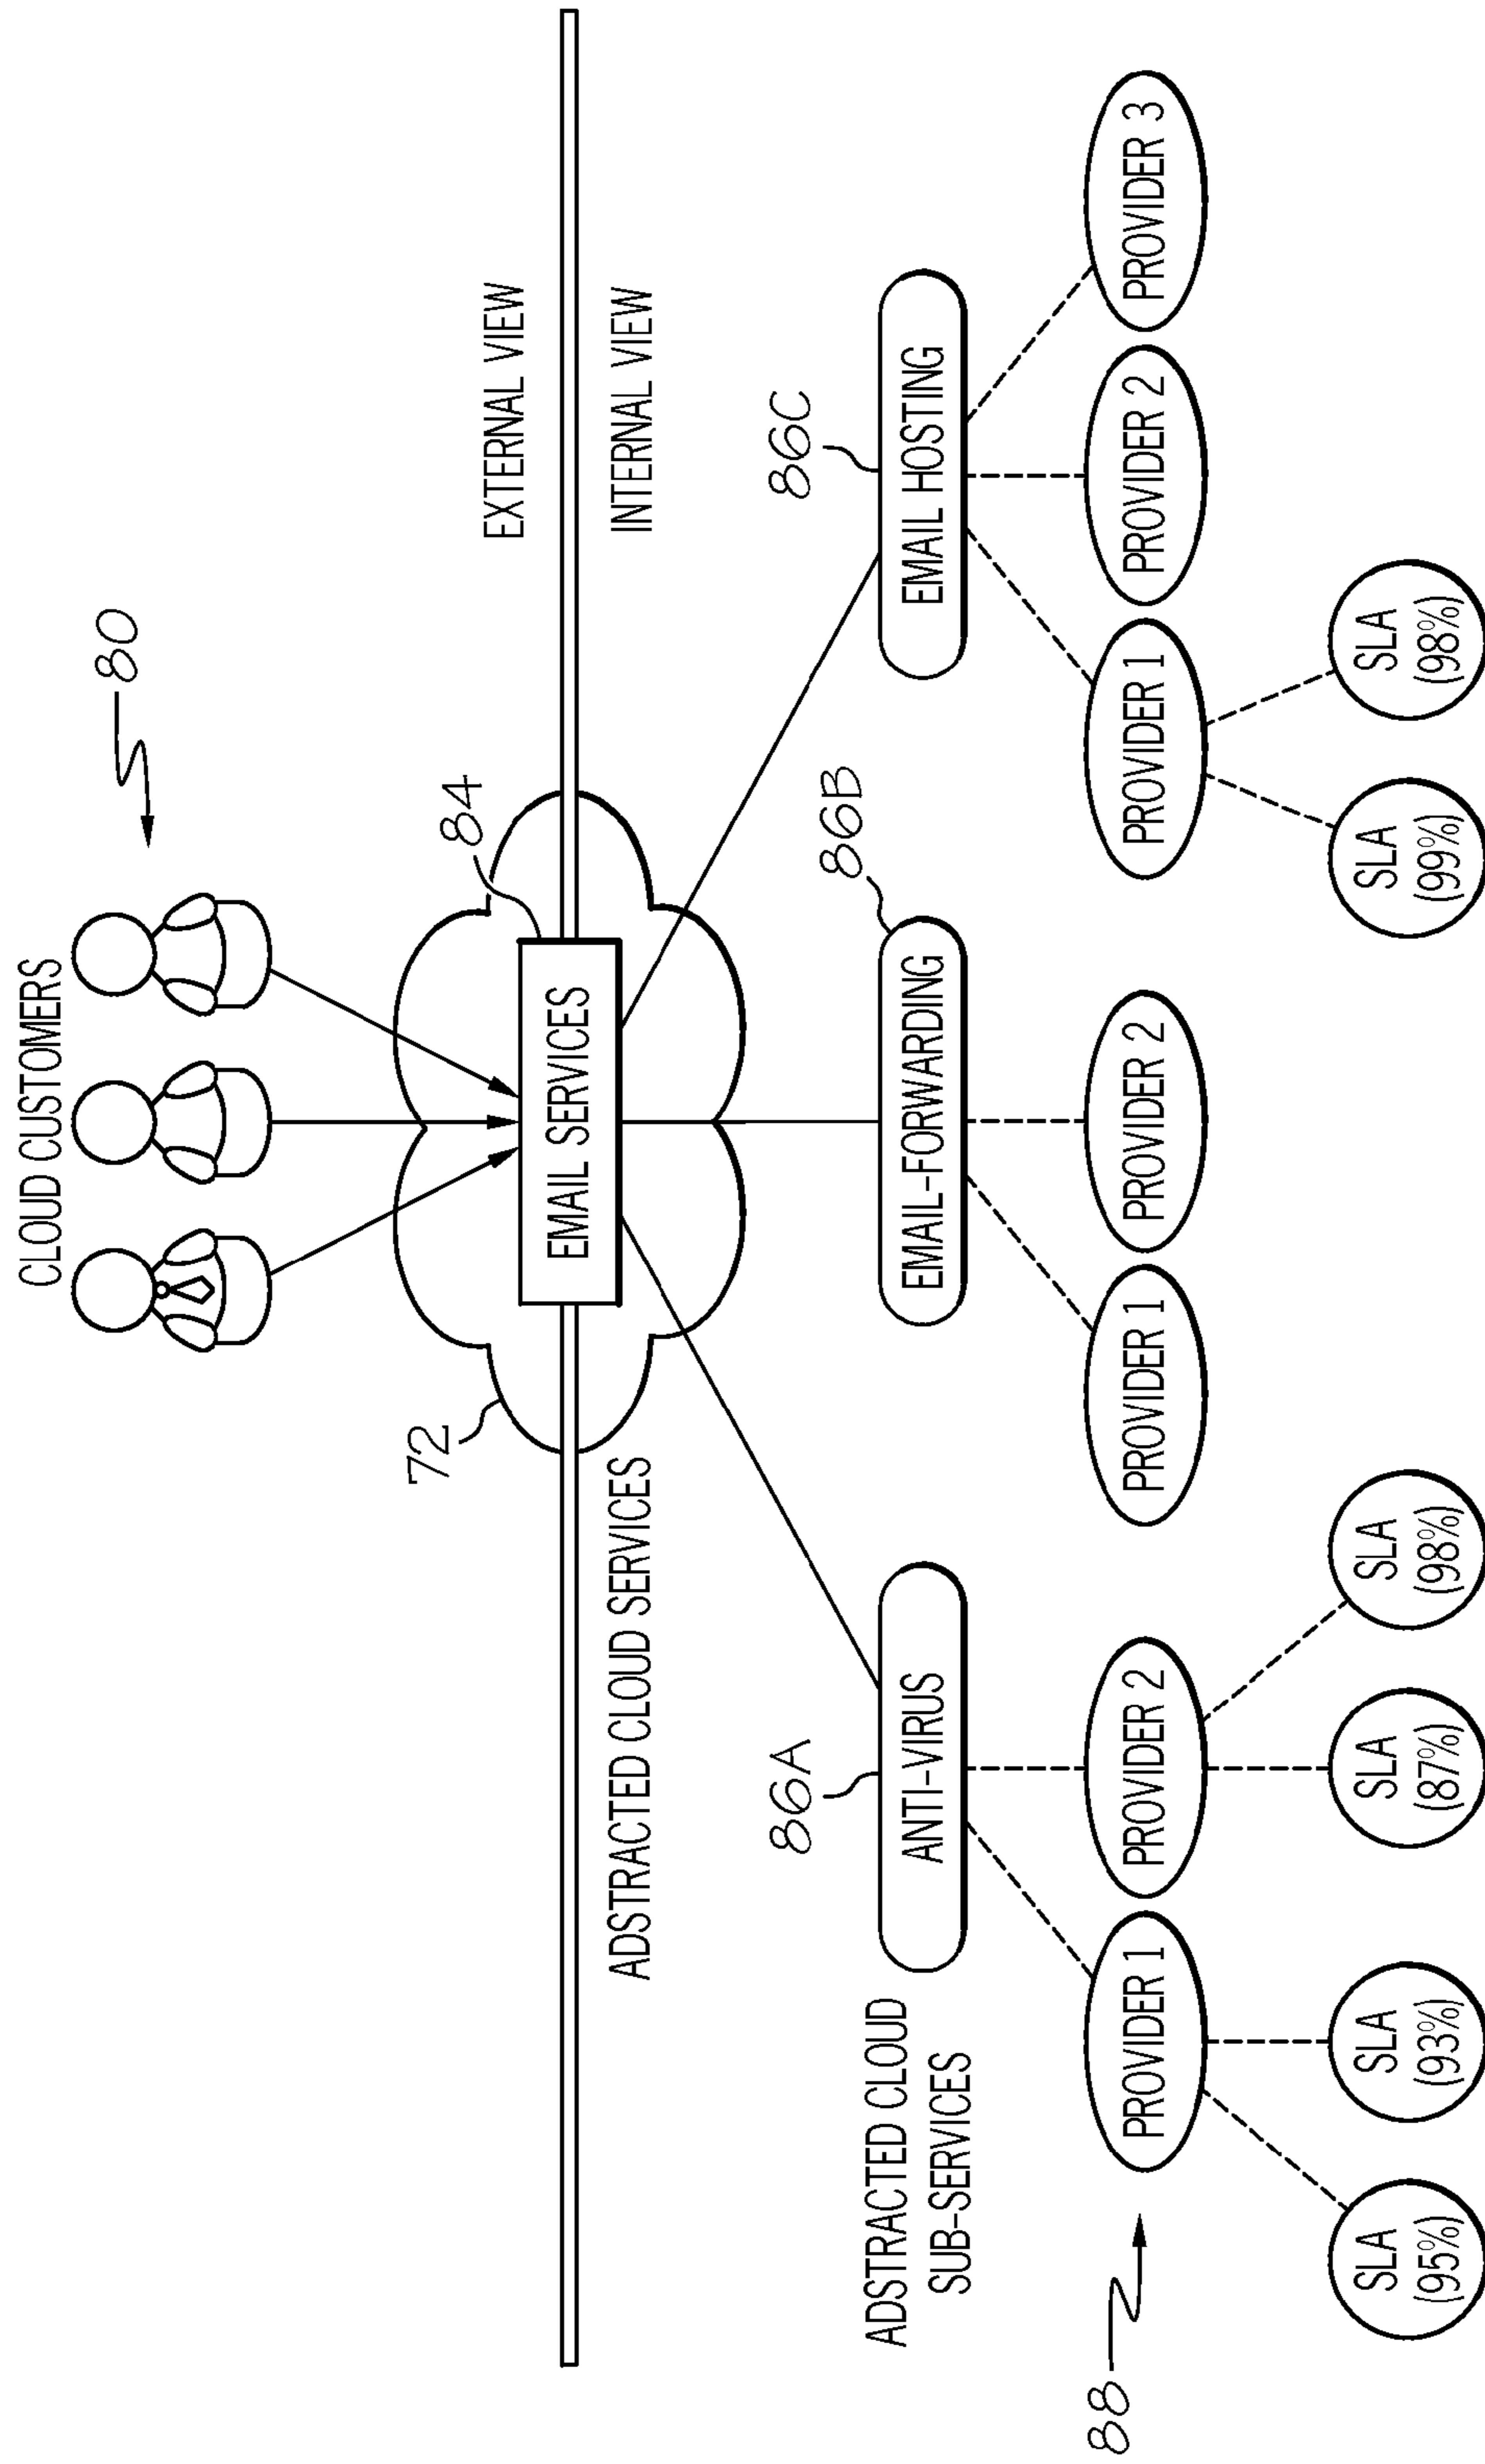 CLOUD CUSTOMERS
80
84
72
EMAIL SERVICES
EXTERNAL VIEW
INTERNAL VIEW
ADSTRACTED CLOUD SERVICES
86A
86B
86C
ANTI-VIRUS
EMAIL-FORWARDING
EMAIL HOSTING
ADSTRACTED CLOUD
SUB-SERVICES
88
PROVIDER 1
PROVIDER 2
PROVIDER 1
PROVIDER 2
PROVIDER 1
PROVIDER 2
PROVIDER 3
SLA
(95%)
SLA
(93%)
SLA
(87%)
SLA
(98%)
SLA
(99%)
SLA
(98%)